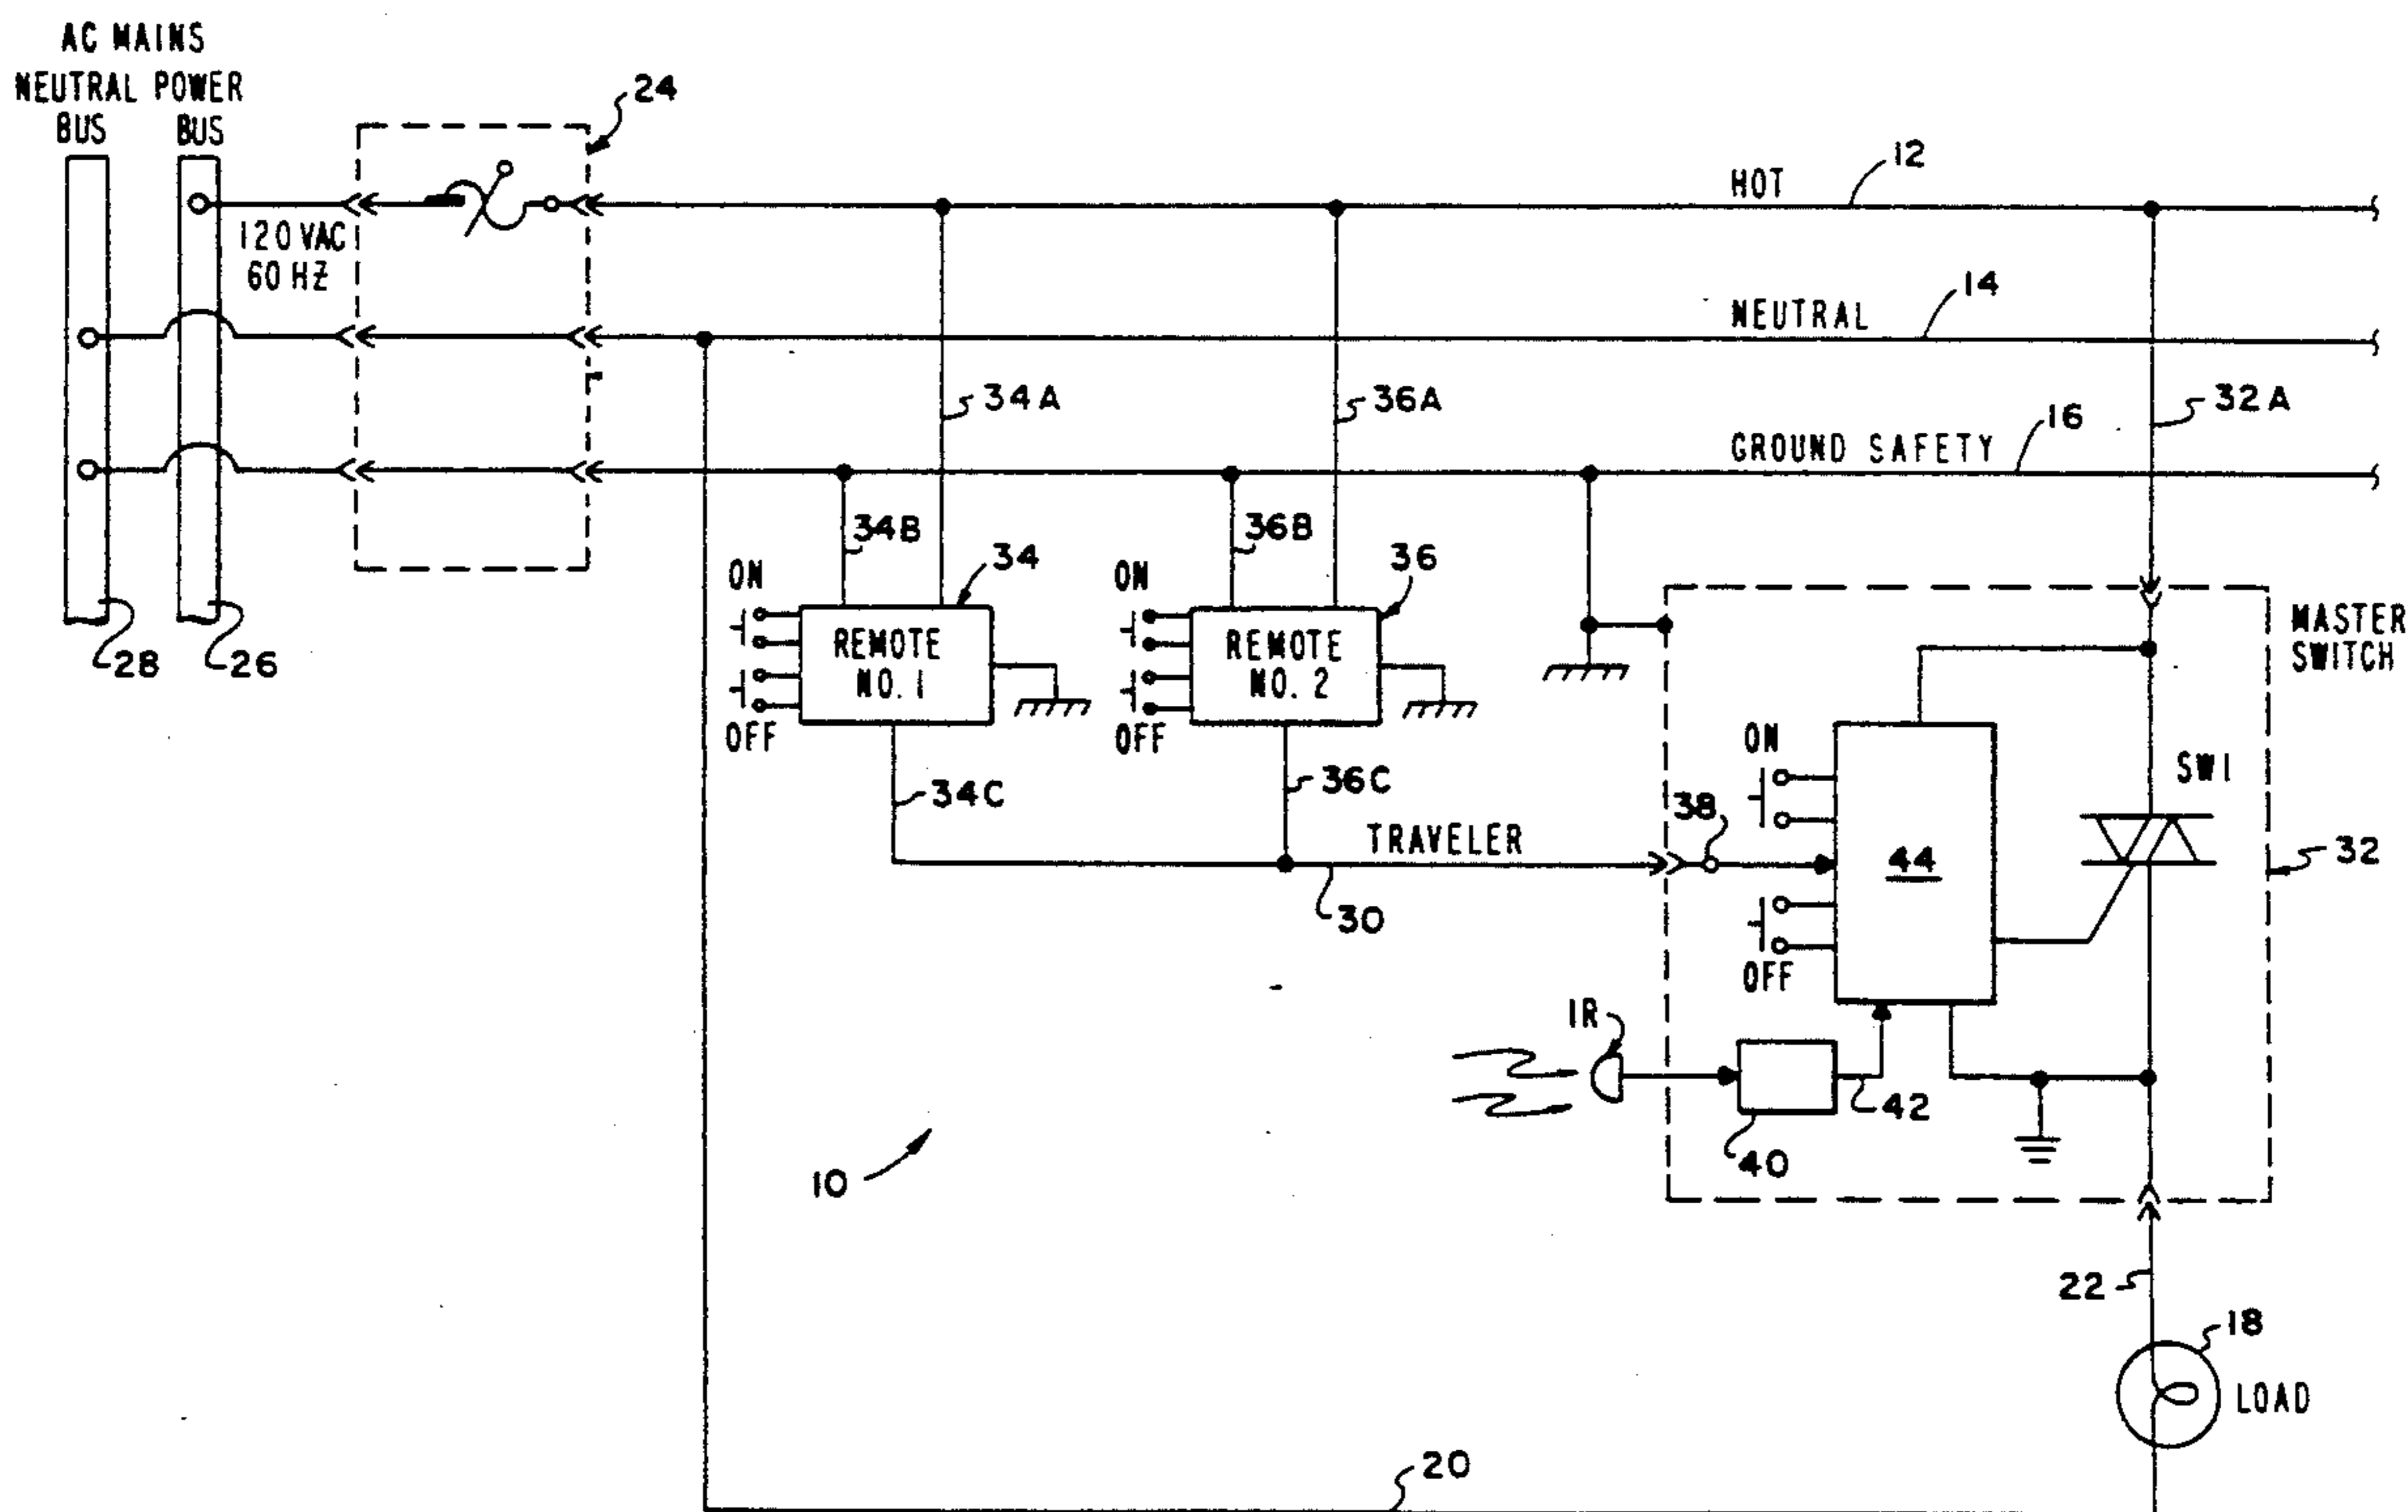 AC MAINS
NEUTRAL POWER
BUS BUS
24
12
HOT
120 VAC
60 HZ
14
NEUTRAL
34A
36A
32A
16
GROUND SAFETY
34B
36B
34
36
ON
ON
28
26
REMOTE
NO. 1
REMOTE
NO. 2
MASTER
SWITCH
OFF
OFF
34C
36C
ON
SW1
38
TRAVELER
44
32
30
OFF
IR
42
40
10
22
18
LOAD
20